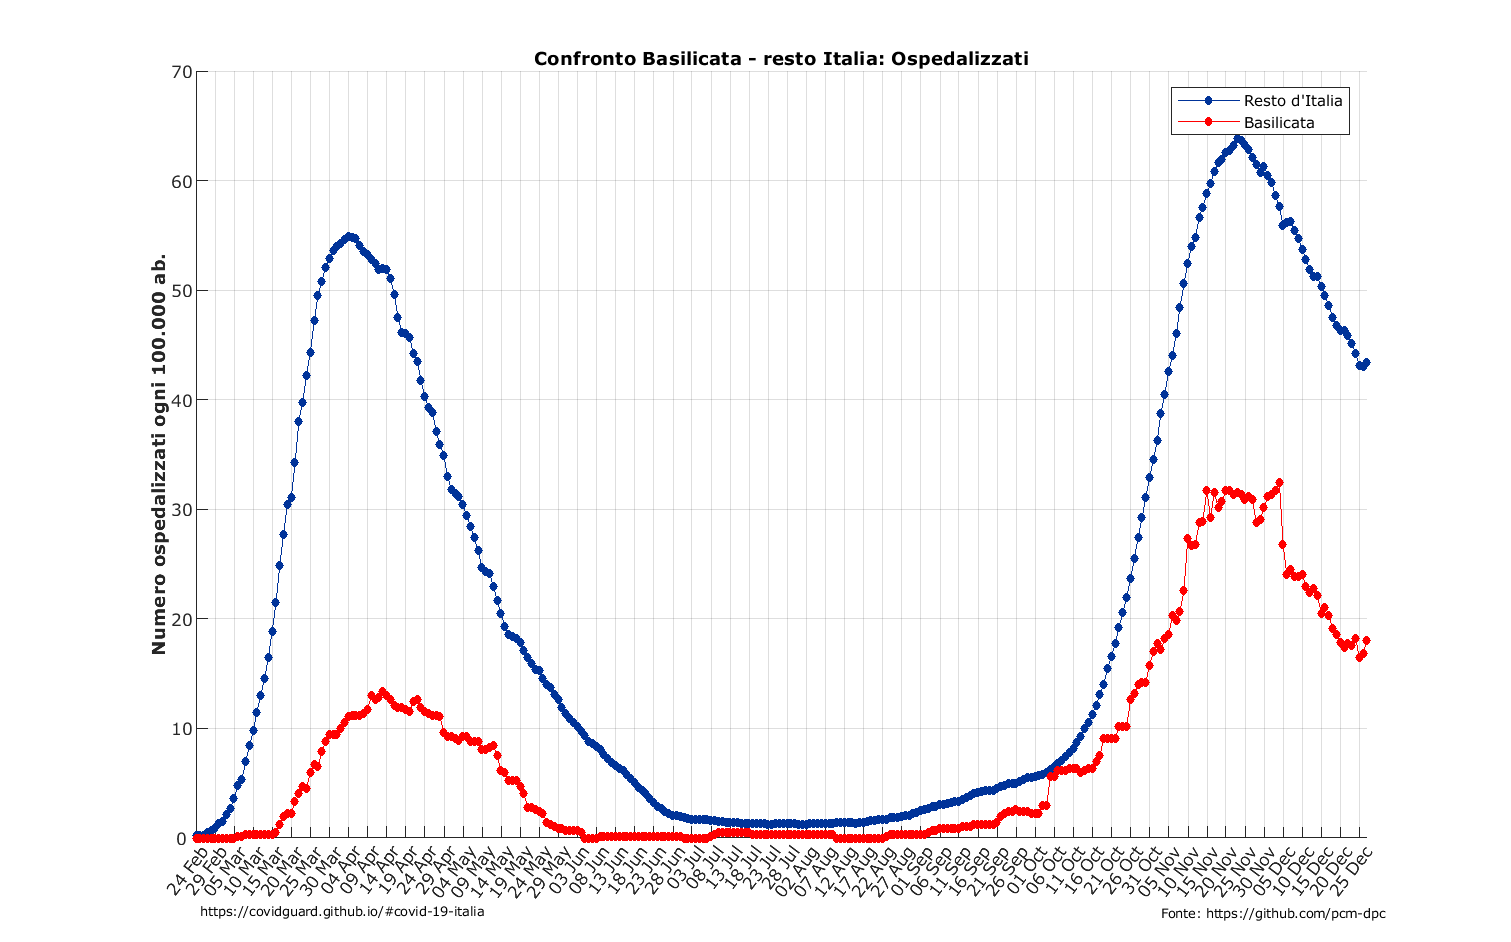 Confronto Basilicata - resto Italia: Ospedalizzati
Numero ospedalizzati ogni 100.000 ab.
70
60
50
40
30
20
10
0
Resto d'Italia
Basilicata
24 Feb
29 Feb
05 Mar
10 Mar
15 Mar
20 Mar
25 Mar
30 Mar
04 Apr
09 Apr
14 Apr
19 Apr
24 Apr
29 Apr
04 May
09 May
14 May
19 May
24 May
29 May
03 Jun
08 Jun
13 Jun
18 Jun
23 Jun
28 Jun
03 Jul
08 Jul
13 Jul
18 Jul
23 Jul
28 Jul
02 Aug
07 Aug
12 Aug
17 Aug
22 Aug
27 Aug
01 Sep
06 Sep
11 Sep
16 Sep
21 Sep
26 Sep
01 Oct
06 Oct
11 Oct
16 Oct
21 Oct
26 Oct
31 Oct
05 Nov
10 Nov
15 Nov
20 Nov
25 Nov
30 Nov
05 Dec
10 Dec
15 Dec
20 Dec
25 Dec
https://covidguard.github.io/#covid-19-italia
Fonte: https://github.com/pcm-dpc